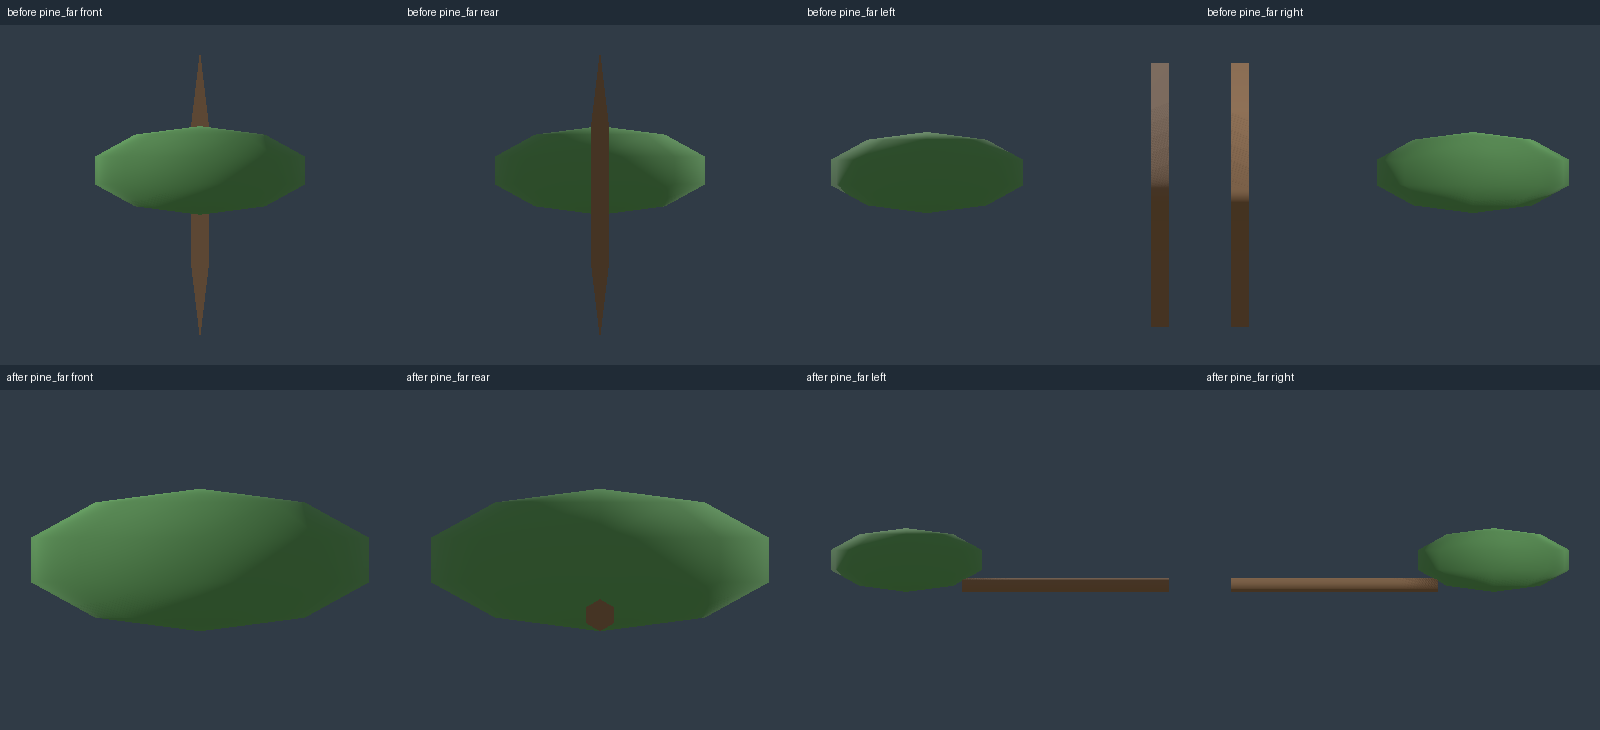 before pine_far front
before pine_far rear
before pine_far left
before pine_far right
after pine_far front
after pine_far rear
after pine_far left
after pine_far right